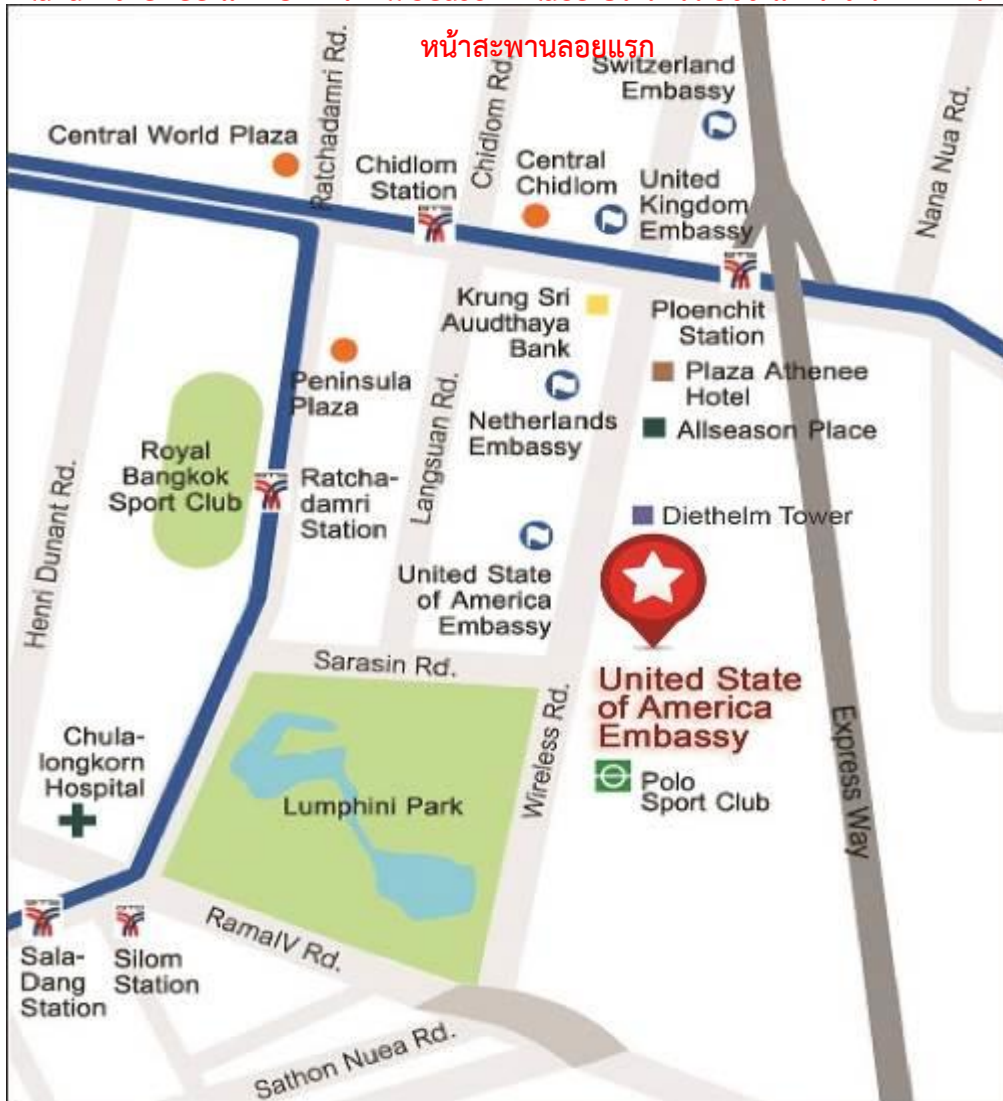 หน้าสะพานลอยแรก
Switzerland
Embassy
Ratchadamri Rd.
Chidlom Rd.
Nana Nua Rd.
Central World Plaza
Chidlom
Station
Central
Chidlom
United
Kingdom
Embassy
Krung Sri
Auudthaya
Bank
Ploenchit
Station
Peninsula
Plaza
Plaza Athenee
Hotel
Netherlands
Embassy
Allseason Place
Langsuan Rd.
Henri Dunant Rd.
Royal
Bangkok
Sport Club
Ratcha-
damri
Station
Diethelm Tower
United State
of America
Embassy
Sarasin Rd.
Wireless Rd.
United State
of America
Embassy
Express Way
Chula-
longkorn
Hospital
Lumphini Park
Polo
Sport Club
RamaIV Rd.
Sala-
Dang
Station
Silom
Station
Sathon Nuea Rd.